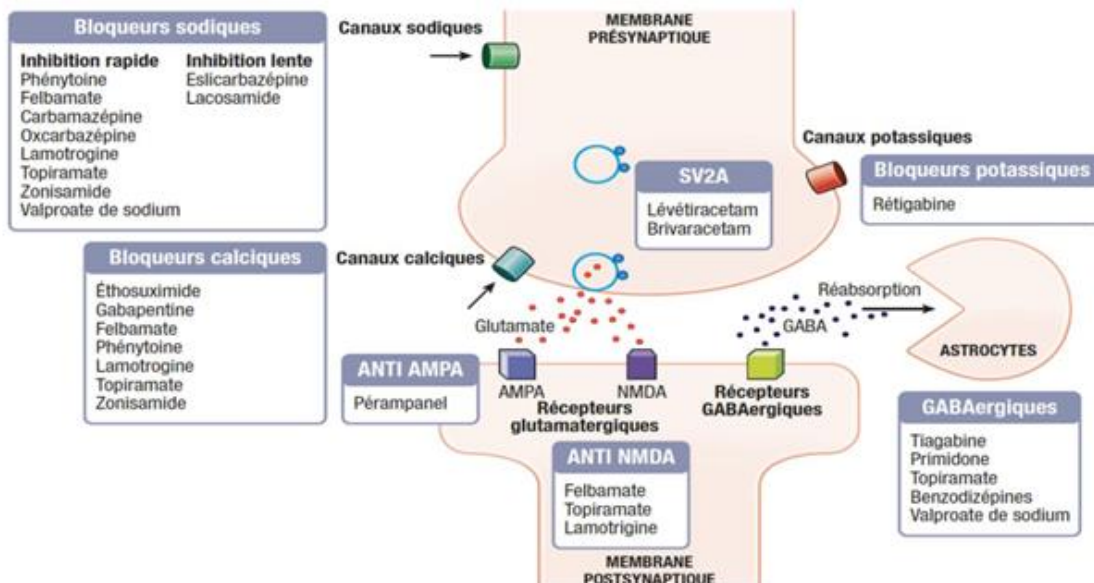 Bloqueurs sodiques
Inhibition rapide
Phénytoine
Felbamate
Carbamazépine
Oxcarbazépine
Lamotrogine
Topiramate
Zonisamide
Valproate de sodium
Eslihbition lente
Eslicarbazépine
Lacosamide
Canaux sodiques
MEMBRANE
PRÉSYNAPTIQUE
Canaux potassiques
Bloqueurs potassiques
Rétigabine
SV2A
Lévétiracetam
Brivaracetam
Bloqueurs calciques
Éthosuximide
Gabapentine
Felbamate
Phénytoine
Lamotrogine
Topiramate
Zonisamide
Canaux calciques
Glutamate
GABA
Réabsorption
ASTROCYTES
ANTI AMPA
Pérampanel
AMPA
NMDA
Récepteurs
glutamatergiques
Récepteurs
GABAergiques
ANTI NMDA
Felbamate
Topiramate
Lamotrigine
GABAergiques
Tiagabine
Primidone
Topiramate
Benzodizépines
Valproate de sodium
MEMBRANE
POSTSYNAPTIQUE